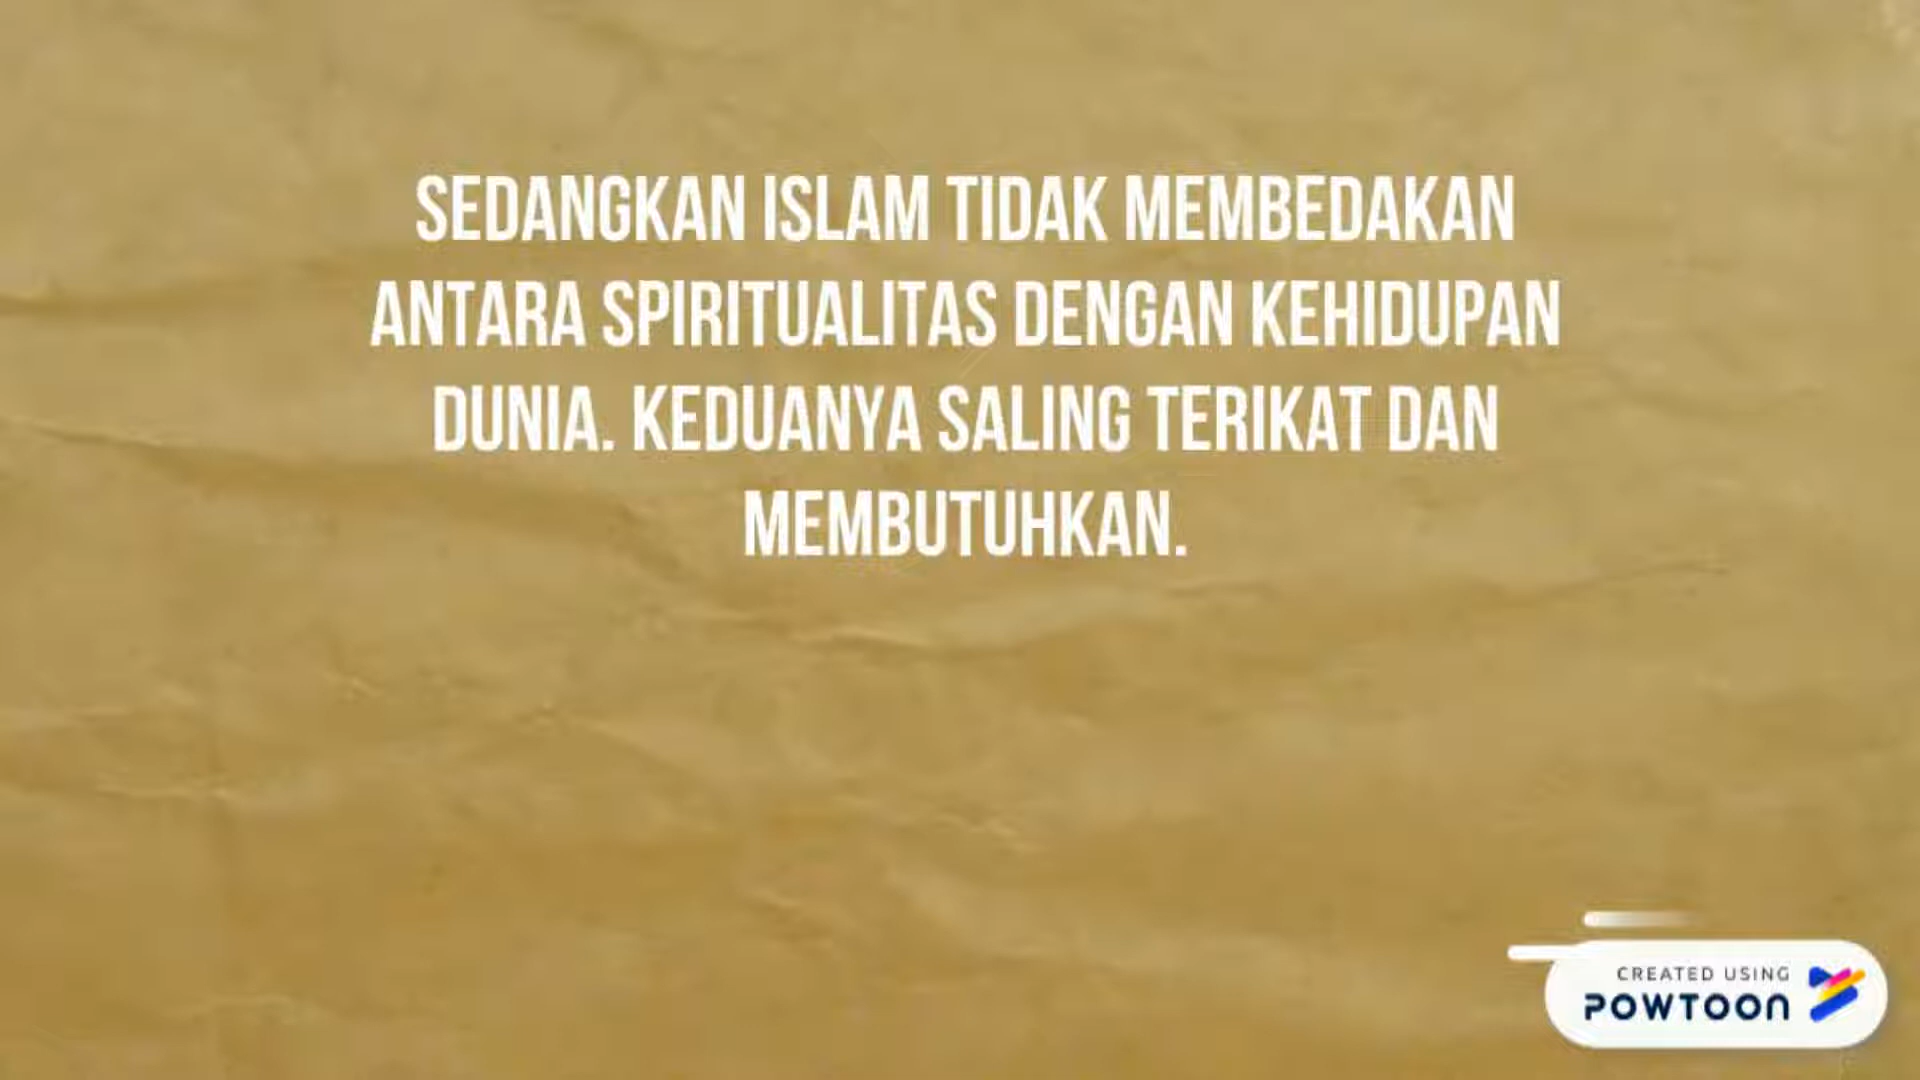 SEDANGKAN ISLAM TIDAK MEMBEDAKAN
ANTARA SPIRITUALITAS DENGAN KEHIDUPAN
DUNIA. KEDUANYA SALING TERIKAT DAN
MEMBUTUHKAN.
CREATED USING
POWTOON